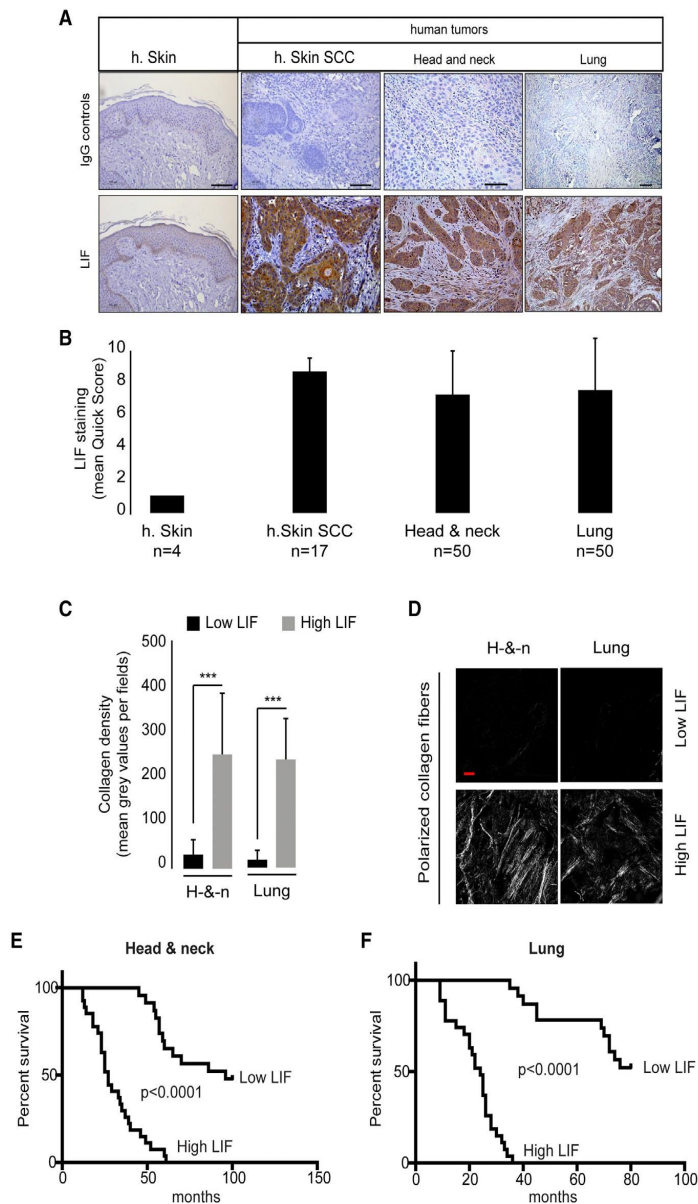 A
human tumors
h. Skin
h. Skin SCC
Head and neck
Lung
IgG controls
LIF
B
LIF staining
(mean Quick Score)
10
8
6
4
2
0
h. Skin
h.Skin SCC
Head & neck
Lung
n=4
n=17
n=50
n=50
C
Low LIF
High LIF
Collagen density
(mean grey values per fields)
500
400
300
200
100
0
***
***
H-&-n
Lung
D
H-&-n
Lung
Polarized collagen fibers
Low LIF
High LIF
E
Head & neck
Percent survival
100
50
0
p<0.0001
Low LIF
High LIF
0
50
100
150
months
F
Lung
Percent survival
100
50
0
p<0.0001
Low LIF
High LIF
0
20
40
60
80
100
months